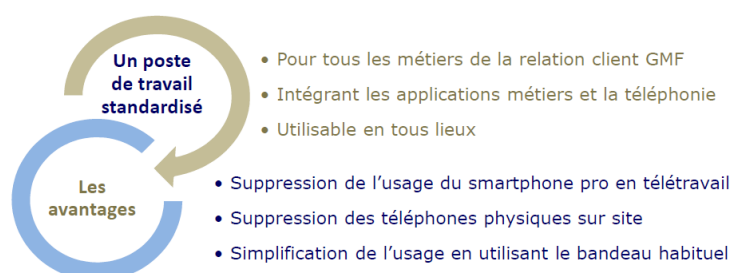 Un poste
de travail
standardisé
• Pour tous les métiers de la relation client GMF
• Intégrant les applications métiers et la téléphonie
• Utilisable en tous lieux
Les
avantages
• Suppression de l’usage du smartphone pro en télétravail
• Suppression des téléphones physiques sur site
• Simplification de l’usage en utilisant le bandeau habituel